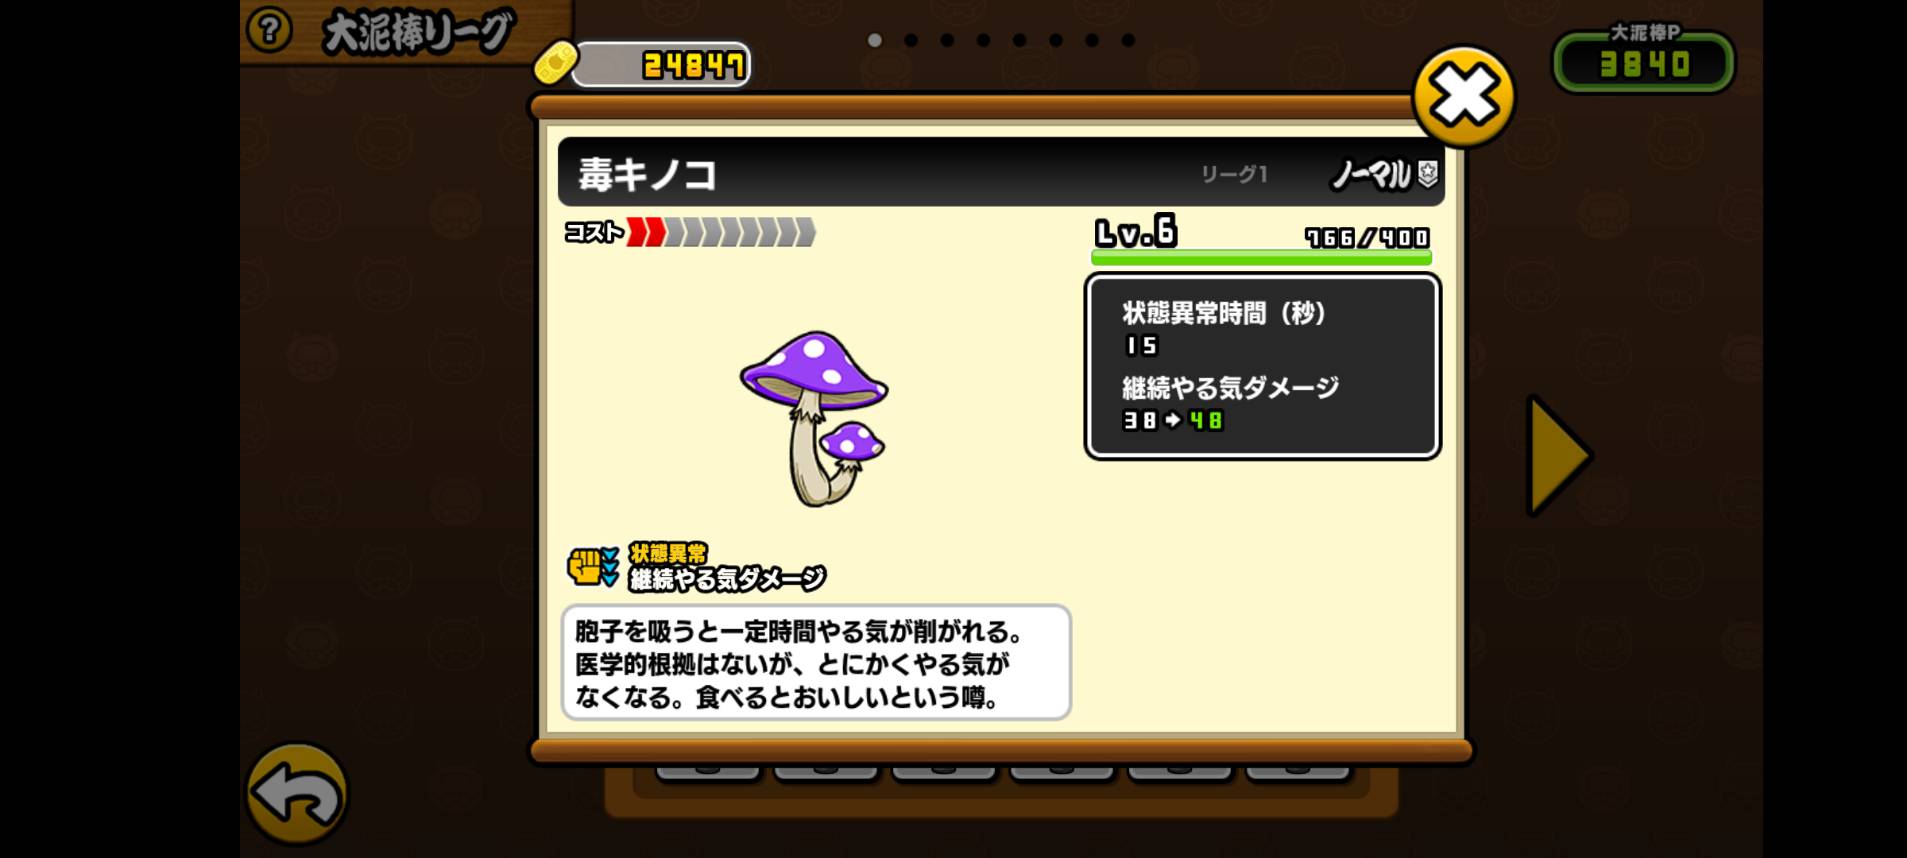 ?
大泥棒リーグ
24847
大泥棒P
3840
毒キノコ
リーグ1
ノーマル
コスト
Lv.6
766/400
状態異常時間（秒）
15
継続やる気ダメージ
38→48
状態異常
継続やる気ダメージ
胞子を吸うと一定時間やる気が削がれる。
医学的根拠はないが、とにかくやる気が
なくなる。食べるとおいしいという噂。